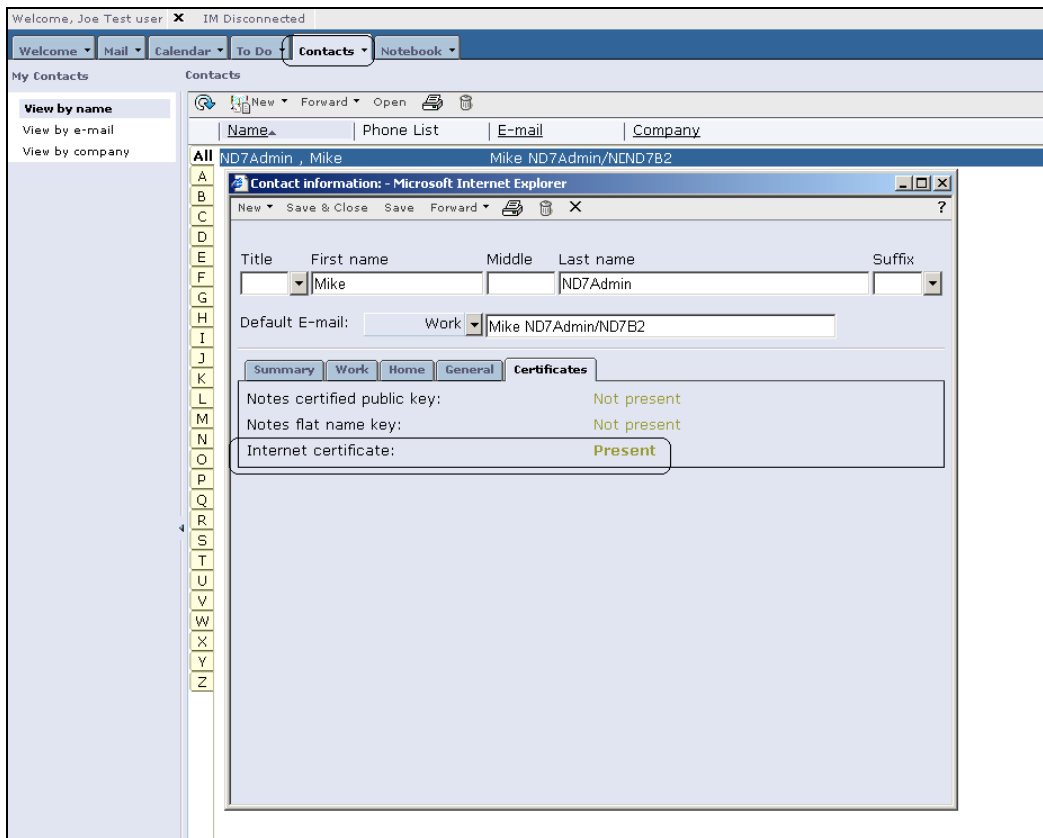 Welcome, Joe Test user X IM Disconnected
Welcome Mail Calendar To Do Contacts Notebook
My Contacts Contacts
View by name
View by e-mail
View by company
New Forward Open
Name Phone List E-mail Company
All ND7Admin , Mike Mike ND7Admin/NEND7B2
A
B
C
D
E
F
G
H
I
J
K
L
M
N
O
P
Q
R
S
T
U
V
W
X
Y
Z
Contact information: - Microsoft Internet Explorer
New Save & Close Save Forward X ?
Title First name Middle Last name Suffix
Mike ND7Admin
Default E-mail: Work Mike ND7Admin/ND7B2
Summary Work Home General Certificates
Notes certified public key: Not present
Notes flat name key: Not present
Internet certificate: Present